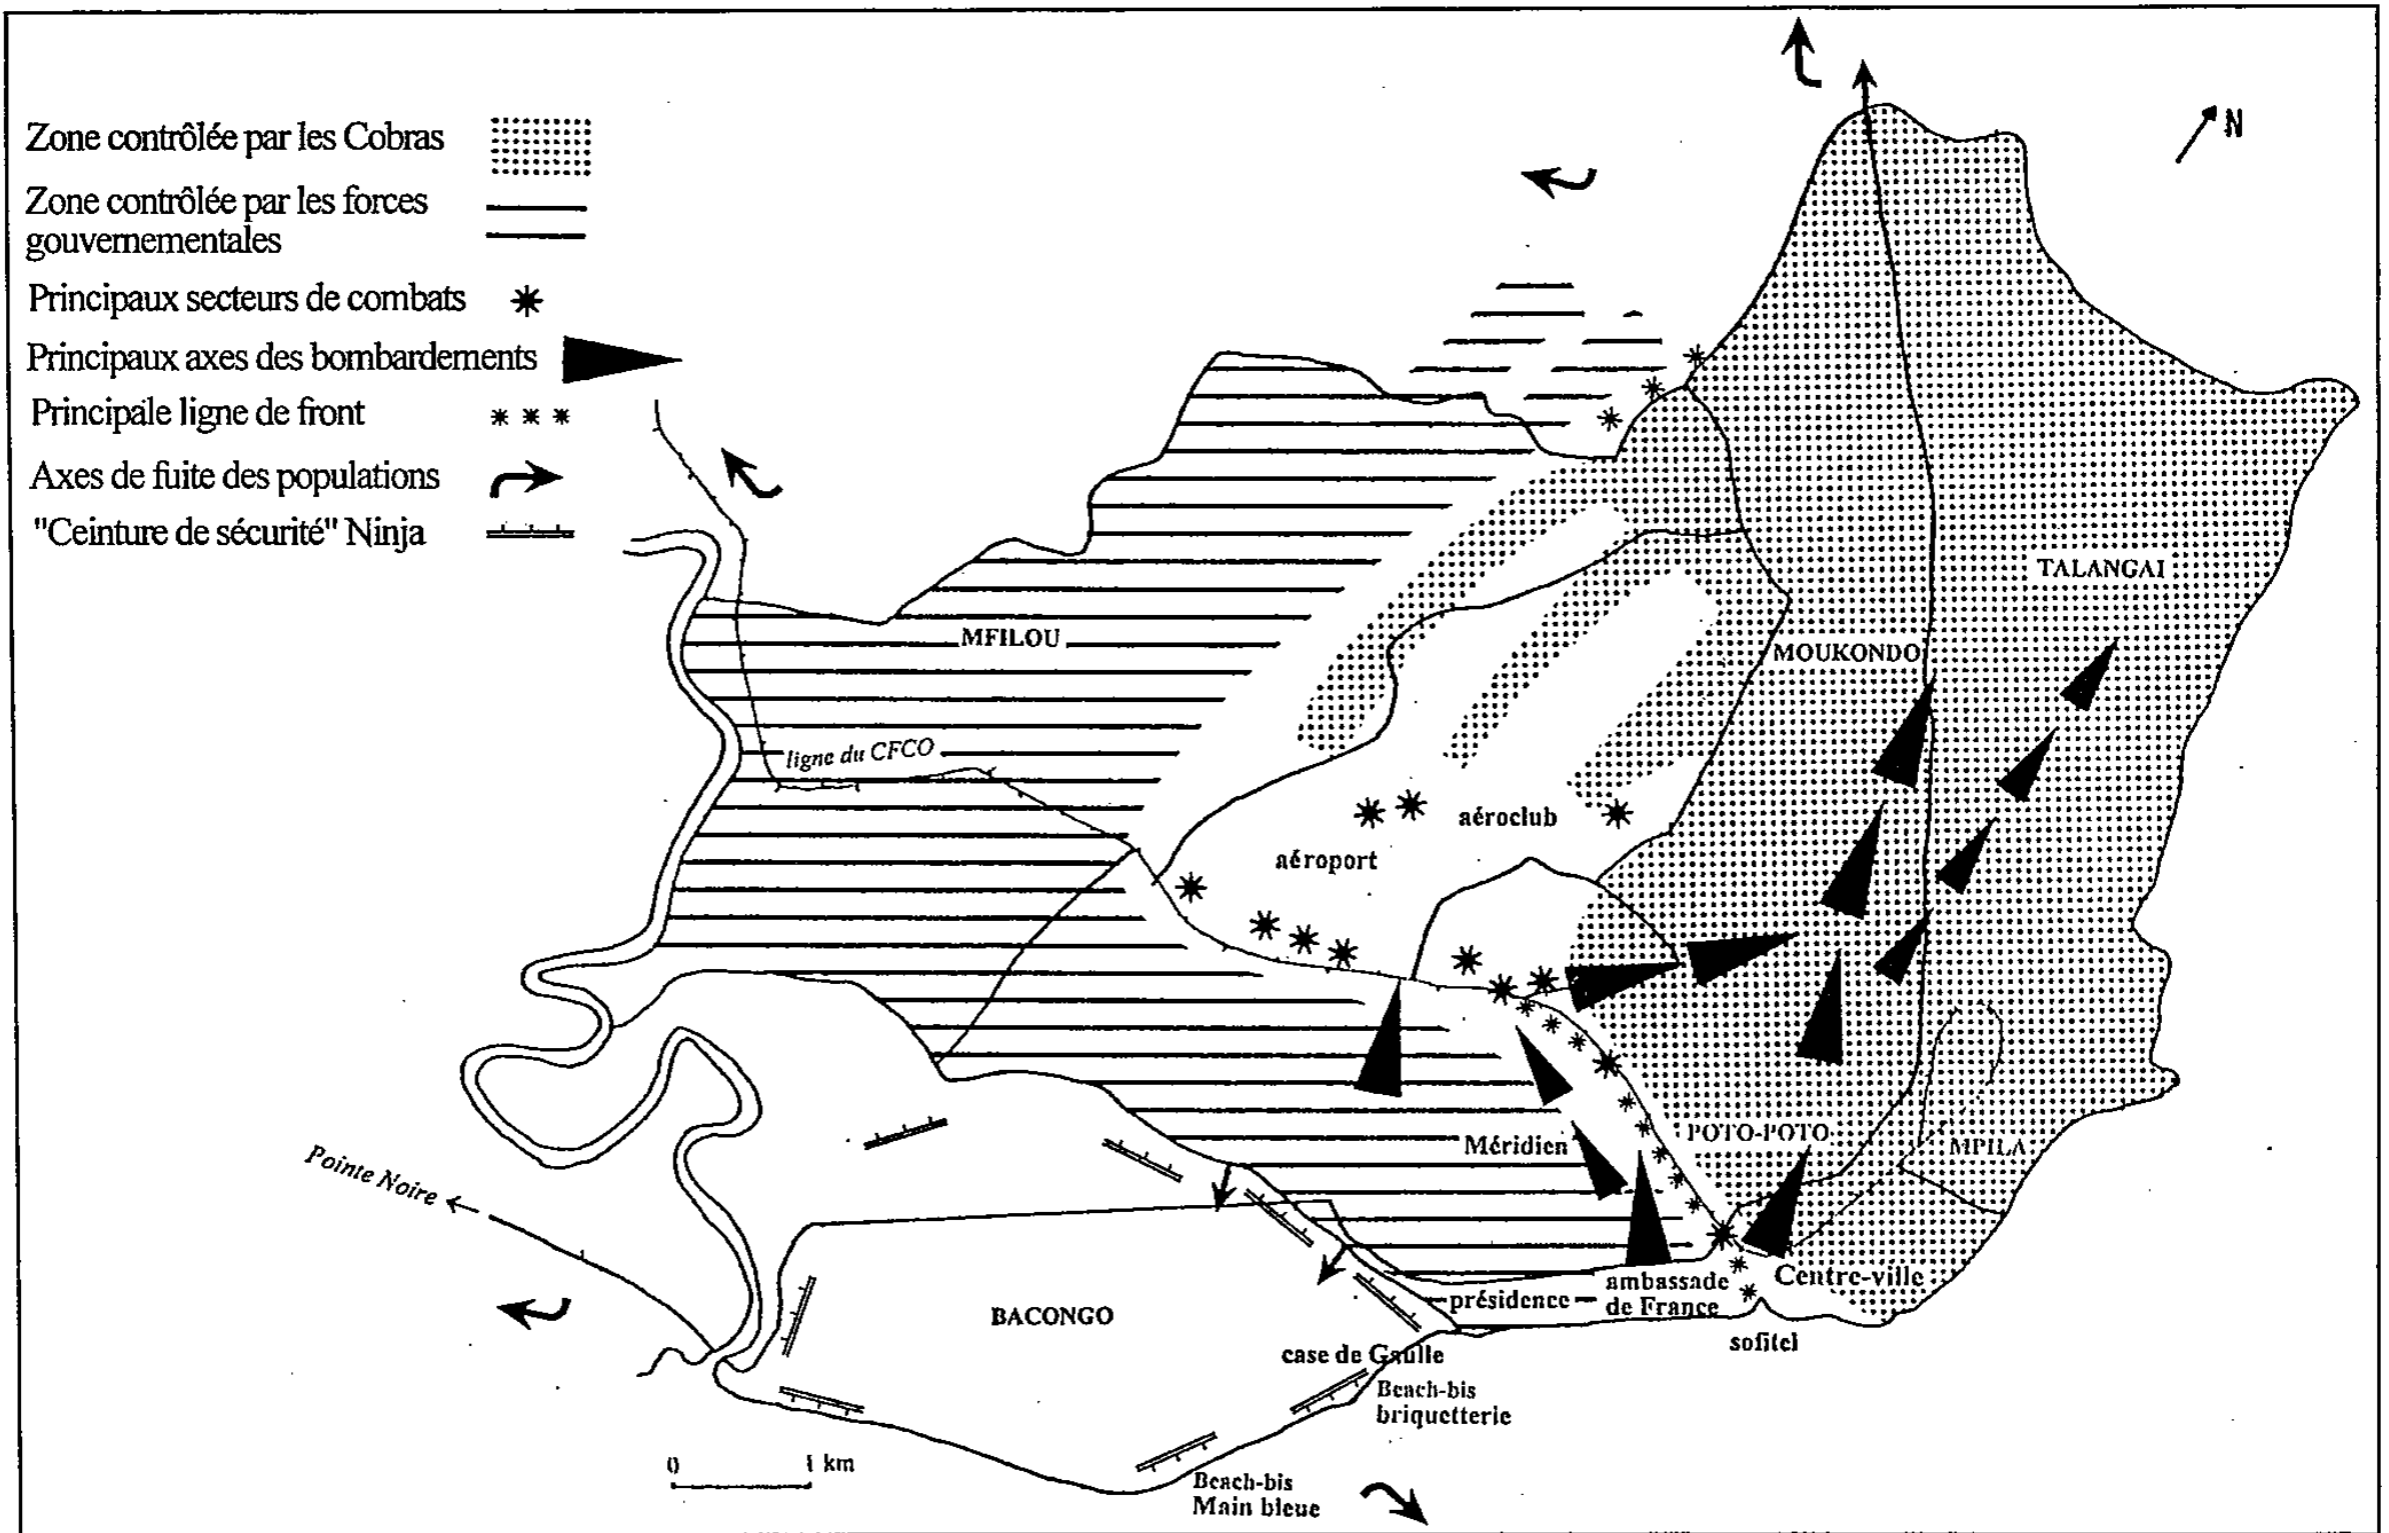 Zone contrôlée par les Cobras
Zone contrôlée par les forces
gouvernementales
Principaux secteurs de combats
Principaux axes des bombardements
Principale ligne de front
Axes de fuite des populations
"Ceinture de sécurité" Ninja
N
TALANGAI
MFILOU
MOUKONDO
ligne du CFCO
aéroclub
aéroport
POTO-POTO
Méridien
MPILA
Pointe Noire
ambassade
de France
Centre-ville
présidence
BACONGO
sofitel
case de Gaulle
Beach-bis
briquetterie
0 1 km
Beach-bis
Main bleue